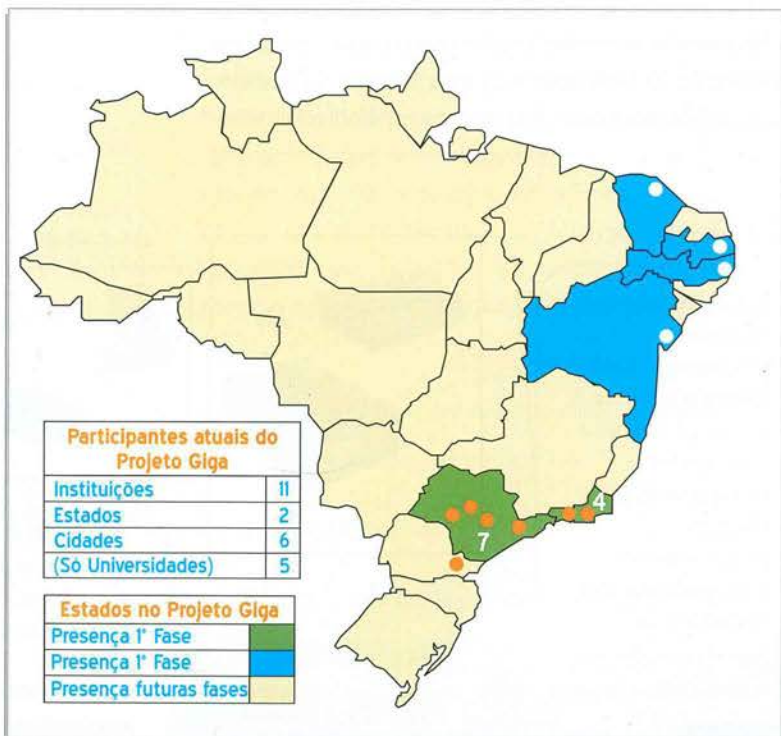 4
7
Participantes atuais do
Projeto Giga
Instituições 11
Estados 2
Cidades 6
(Só Universidades) 5
Estados no Projeto Giga
Presença 1ª Fase
Presença 1ª Fase
Presença futuras fases